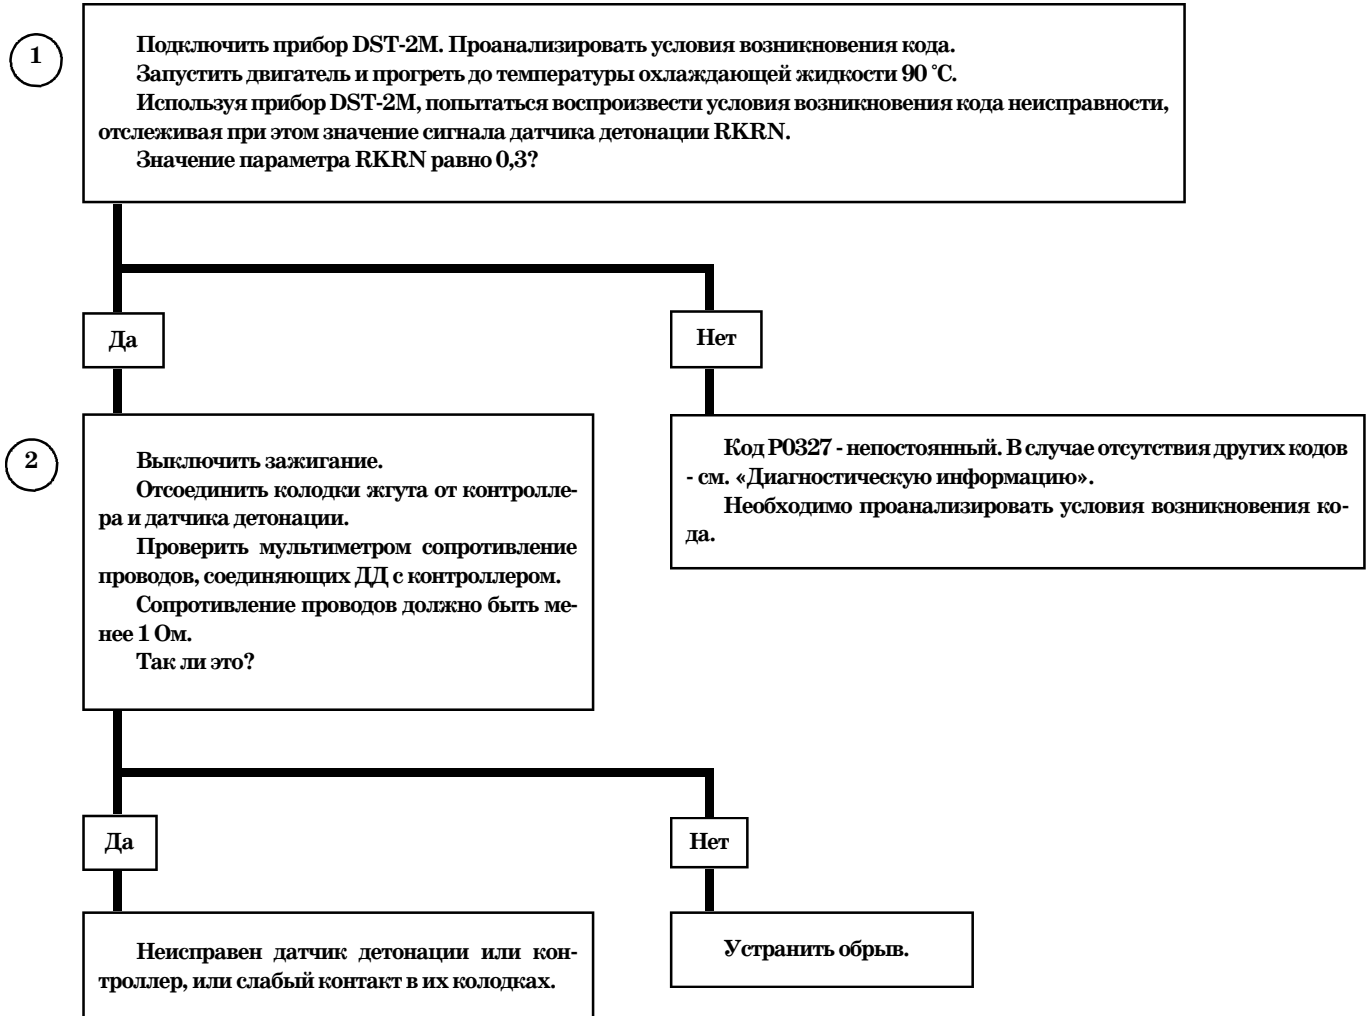 1
Подключить прибор DST-2M. Проанализировать условия возникновения кода.
Запустить двигатель и прогреть до температуры охлаждающей жидкости 90 °С.
Используя прибор DST-2M, попытаться воспроизвести условия возникновения кода неисправности,
отслеживая при этом значение сигнала датчика детонации RKRN.
Значение параметра RKRN равно 0,3?
Да
Нет
2
Выключить зажигание.
Отсоединить колодки жгута от контролле-
ра и датчика детонации.
Проверить мультиметром сопротивление
проводов, соединяющих ДД с контроллером.
Сопротивление проводов должно быть ме-
нее 1 Ом.
Так ли это?
Код Р0327 - непостоянный. В случае отсутствия других кодов
- см. «Диагностическую информацию».
Необходимо проанализировать условия возникновения ко-
да.
Да
Нет
Неисправен датчик детонации или кон-
троллер, или слабый контакт в их колодках.
Устранить обрыв.